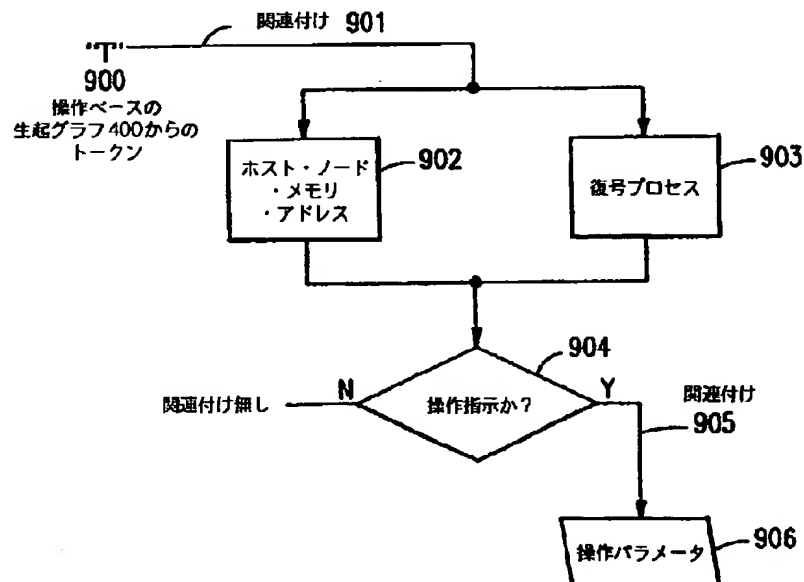 関連付け 901
"T"
900
操作ベースの
生起グラフ400からの
トークン
ホスト・ノード
・メモリ
・アドレス
902
復号プロセス
903
904
操作指示か?
N
Y
関連付け無し
関連付け
905
操作パラメータ
906